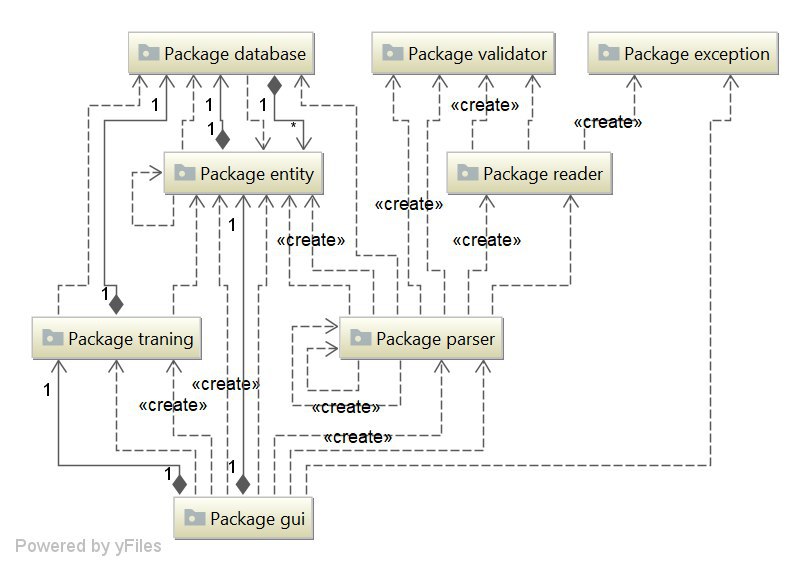 Package database
Package validator
Package exception
1
1
1
1
*
«create»
«create»
Package entity
Package reader
«create»
1
«create»
«create»
1
Package traning
Package parser
1
«create»
«create»
«create»
«create»
1
1
Package gui
Powered by yFiles